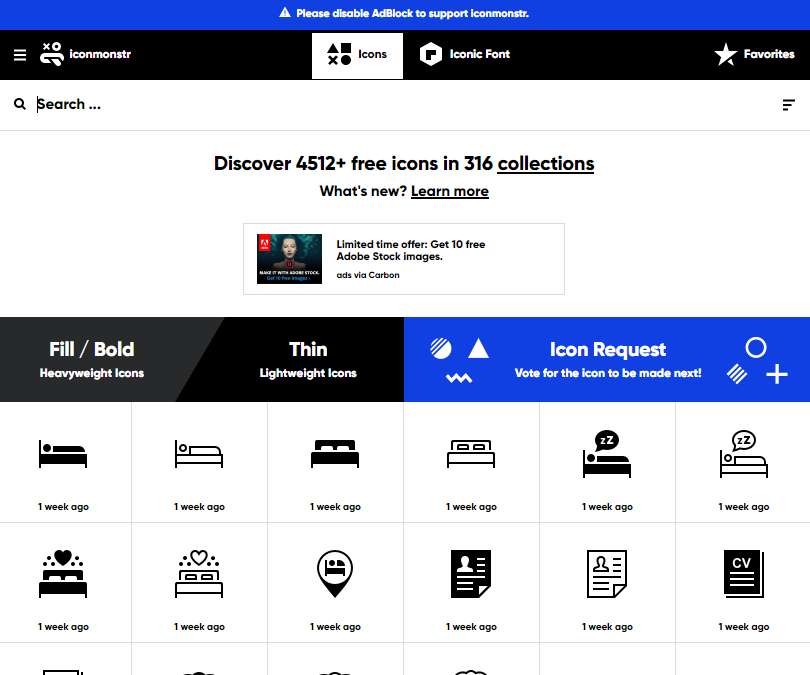 Please disable AdBlock to support iconmonstr.
iconmonstr
Icons
Iconic Font
Favorites
Search ...
Discover 4512+ free icons in 316 collections
What's new? Learn more
Limited time offer: Get 10 free
Adobe Stock images.
ads via Carbon
MAKE IT WITH ADOBE STOCK.
Get 10 free images ›
Fill / Bold
Heavyweight Icons
Thin
Lightweight Icons
Icon Request
Vote for the icon to be made next!
zZ
zZ
1 week ago
1 week ago
1 week ago
1 week ago
1 week ago
1 week ago
CV
1 week ago
1 week ago
1 week ago
1 week ago
1 week ago
1 week ago